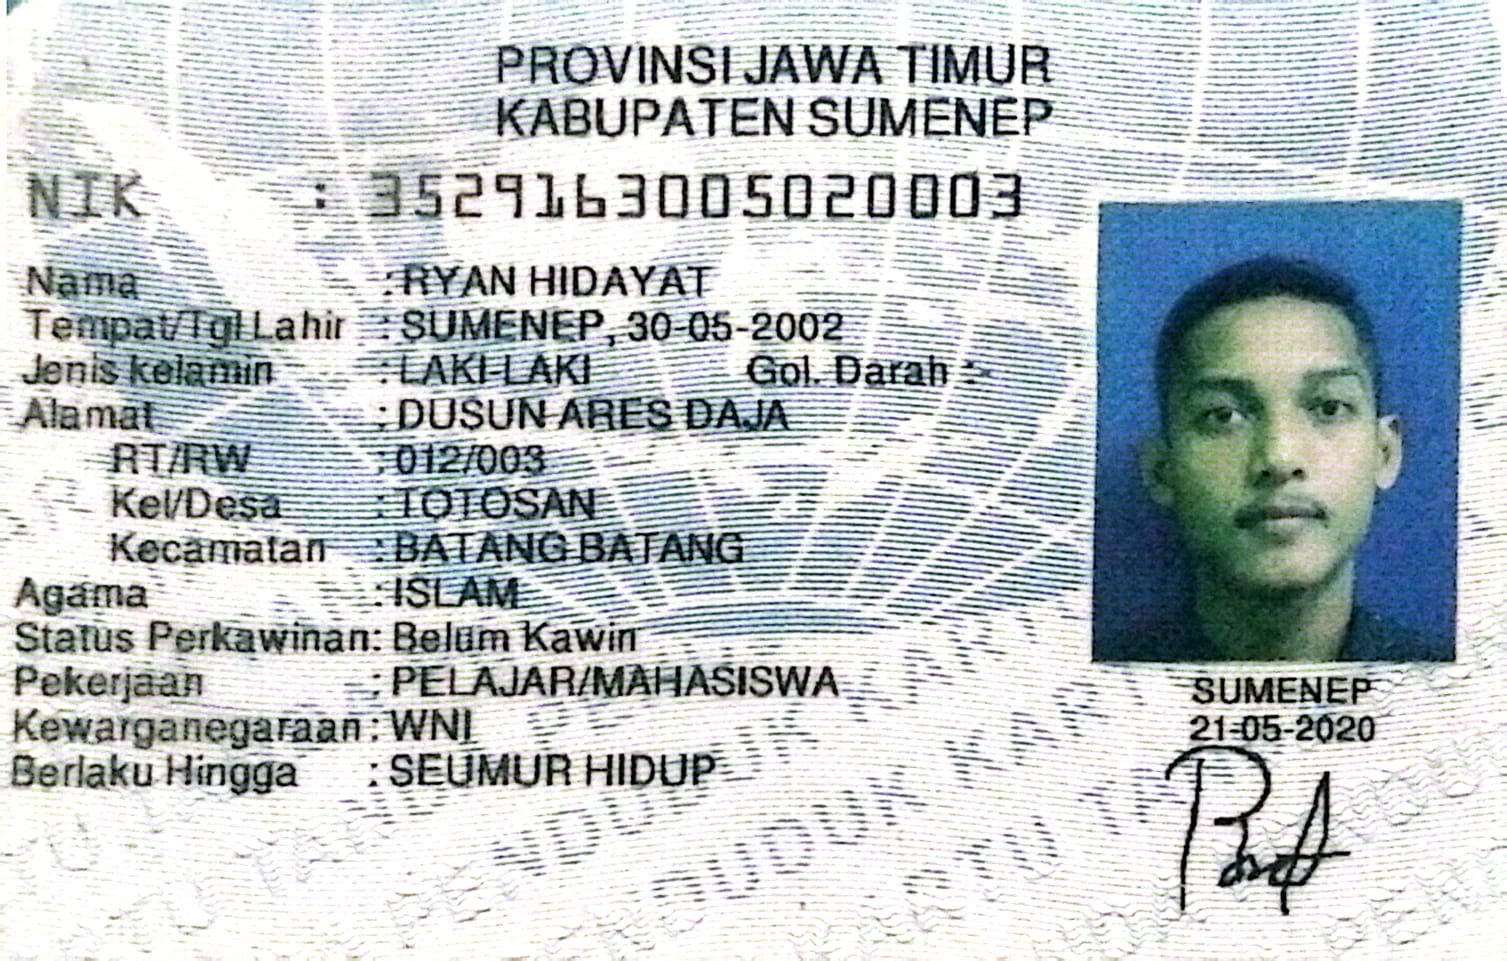 PROVINSI JAWA TIMUR
KABUPATEN SUMENEP
NIK : 3529163005020003
Nama : RYAN HIDAYAT
Tempat/Tgl Lahir : SUMENEP, 30-05-2002
Jenis kelamin : LAKI-LAKI Gol. Darah :-
Alamat : DUSUN ARES DAJA
RT/RW : 012/003
Kel/Desa : TOTOSAN
Kecamatan : BATANG BATANG
Agama : ISLAM
Status Perkawinan: Belum Kawin
Pekerjaan : PELAJAR/MAHASISWA
Kewarganegaraan: WNI
Berlaku Hingga : SEUMUR HIDUP
SUMENEP
21-05-2020